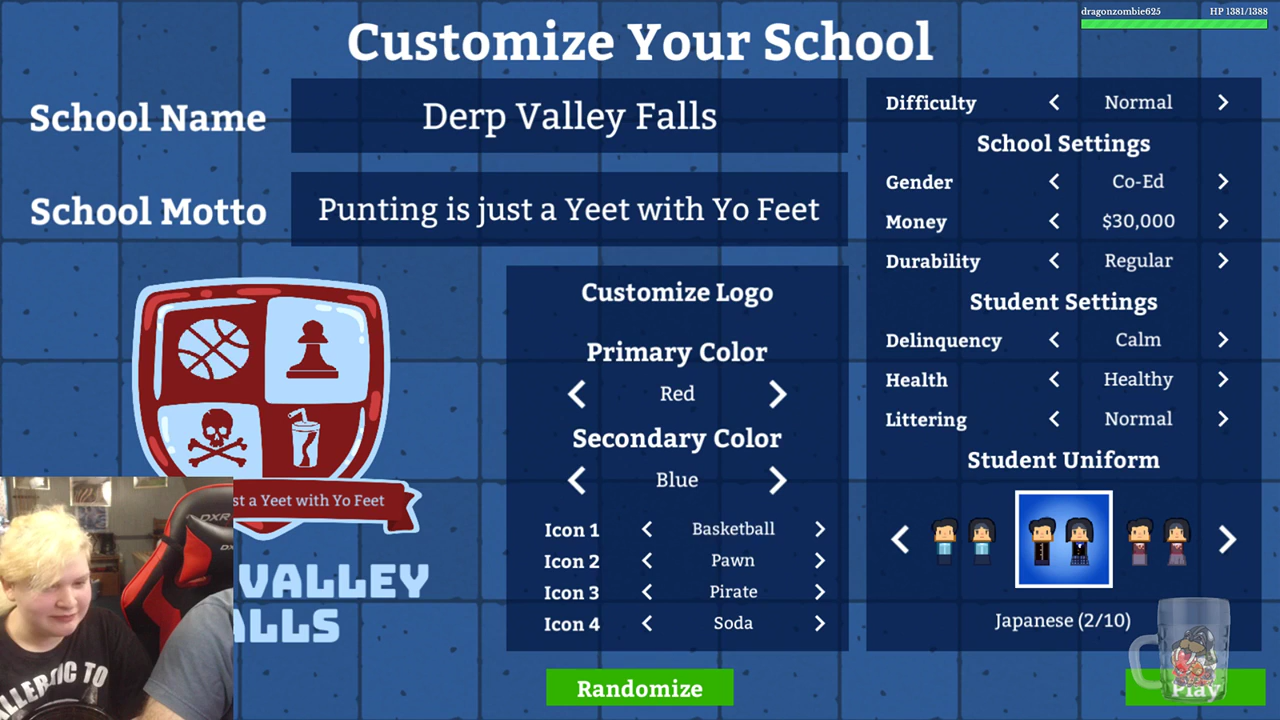 dragonzombie625 HP 1381/1388
Customize Your School
School Name Derp Valley Falls
School Motto Punting is just a Yeet with Yo Feet
Difficulty Normal
School Settings
Gender Co-Ed
Money $30,000
Durability Regular
Student Settings
Delinquency Calm
Health Healthy
Littering Normal
Student Uniform
Japanese (2/10)
Play
Customize Logo
Primary Color
Red
Secondary Color
Blue
Icon 1 Basketball
Icon 2 Pawn
Icon 3 Pirate
Icon 4 Soda
Randomize
st a Yeet with Yo Feet
VALLEY
ALLS
DXR
TIC TO